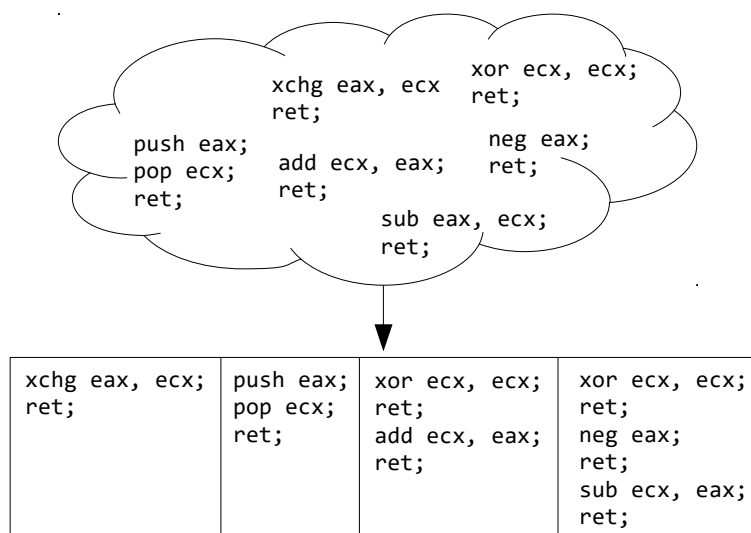 xchg eax, ecx
ret;
xor ecx, ecx;
ret;
push eax;
pop ecx;
ret;
add ecx, eax;
ret;
neg eax;
ret;
sub eax, ecx;
ret;
xchg eax, ecx;
ret;
push eax;
pop ecx;
ret;
xor ecx, ecx;
ret;
add ecx, eax;
ret;
xor ecx, ecx;
ret;
neg eax;
ret;
sub ecx, eax;
ret;